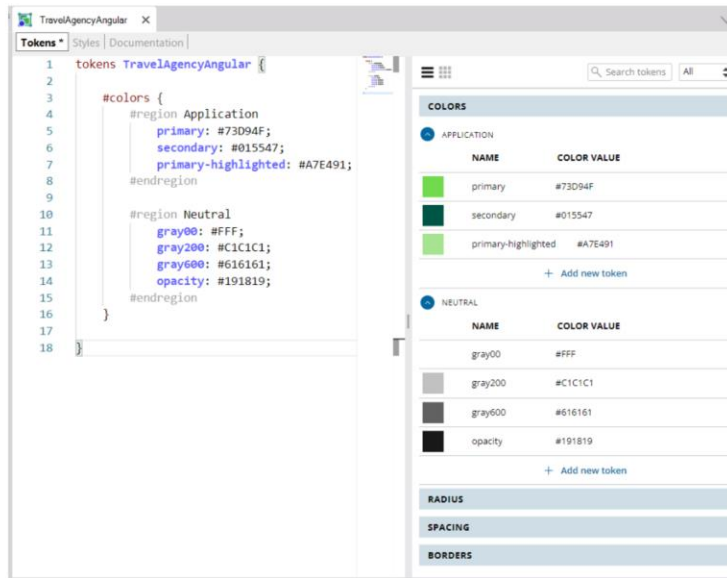 TravelAgencyAngular X
Tokens * Styles Documentation
1 tokens TravelAgencyAngular {
2
3 #colors {
4 #region Application
5 primary: #73D94F;
6 secondary: #015547;
7 primary-highlighted: #A7E491;
8 #endregion
9
10 #region Neutral
11 gray00: #FFF;
12 gray200: #C1C1C1;
13 gray600: #616161;
14 opacity: #191819;
15 #endregion
16 }
17
18 }
Search tokens All
COLORS
APPLICATION
NAME COLOR VALUE
primary #73D94F
secondary #015547
primary-highlighted #A7E491
+ Add new token
NEUTRAL
NAME COLOR VALUE
gray00 #FFF
gray200 #C1C1C1
gray600 #616161
opacity #191819
+ Add new token
RADIUS
SPACING
BORDERS